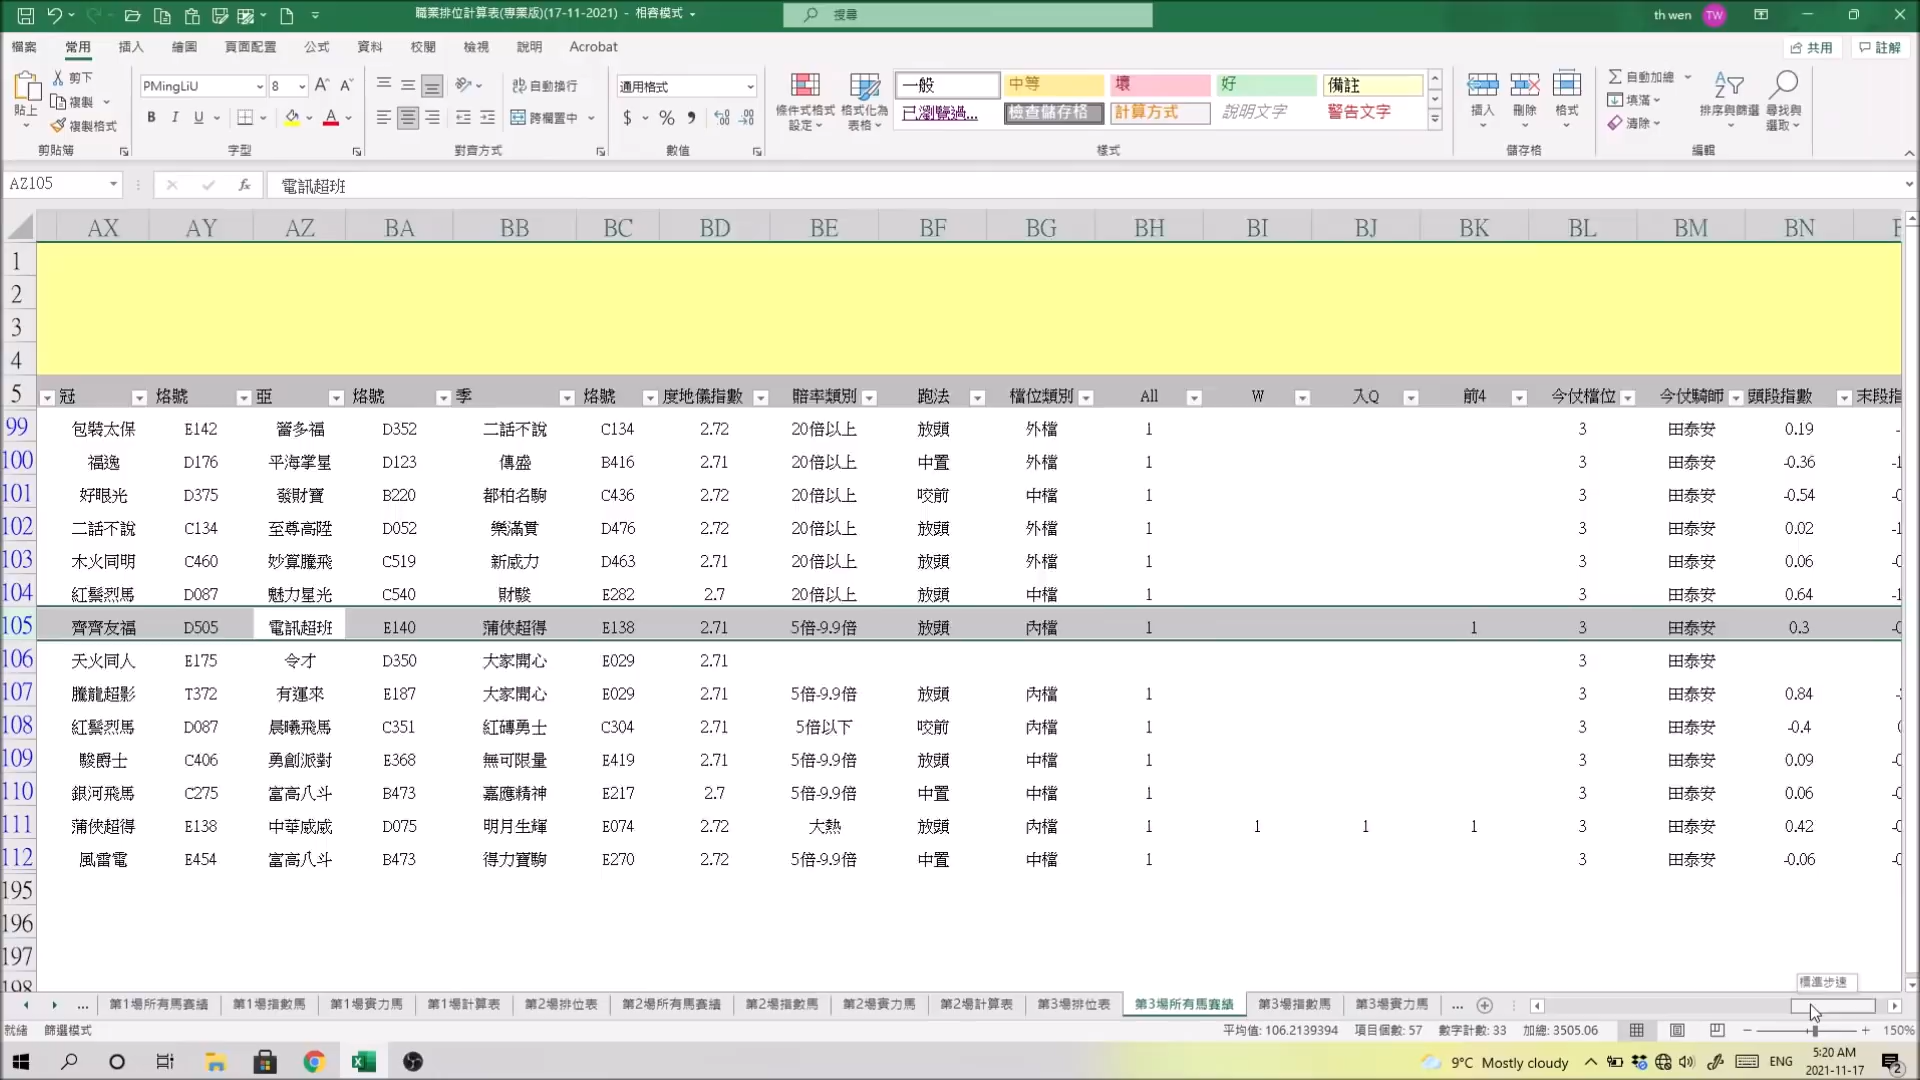 職業排位計算表(專業版)(17-11-2021) - 相容模式
搜尋
th wen
TW
檔案 常用 插入 繪圖 頁面配置 公式 資料 校閱 檢視 說明 Acrobat
共用 註解
貼上
剪下
複製
複製格式
剪貼簿
PMingLiU 8
B I U
字型
自動換行
跨欄置中
對齊方式
通用格式
數值
條件式格式設定
格式化為表格
一般 中等 壞 好 備註
已瀏覽過... 檢查儲存格 計算方式 說明文字 警告文字
樣式
插入 刪除 格式
儲存格
自動加總
填滿
清除
排序與篩選
尋找與選取
編輯
AZ105 fx 電訊超班
AX AY AZ BA BB BC BD BE BF BG BH BI BJ BK BL BM BN
1
2
3
4
5 冠 烙號 亞 烙號 季 烙號 度地儀指數 賠率類別 跑法 檔位類別 All W 入Q 前4 今仗檔位 今仗騎師 頭段指數
99 包裝太保 E142 當多福 D352 二話不說 C134 2.72 20倍以上 放頭 外檔 1 3 田泰安 0.19
100 福逸 D176 平海掌星 D123 傳盛 B416 2.71 20倍以上 中置 外檔 1 3 田泰安 -0.36
101 好眼光 D375 發財寶 B220 都柏名駒 C436 2.72 20倍以上 咬前 中檔 1 3 田泰安 -0.54
102 二話不說 C134 至尊高陞 D052 樂滿貫 D476 2.72 20倍以上 放頭 外檔 1 3 田泰安 0.02
103 木火同明 C460 妙算騰飛 C519 新威力 D463 2.71 20倍以上 放頭 外檔 1 3 田泰安 0.06
104 紅鬃烈馬 D087 魅力星光 C540 財駿 E282 2.7 20倍以上 放頭 中檔 1 3 田泰安 0.64
105 齊齊友福 D505 電訊超班 E140 蒲俠超得 E138 2.71 5倍-9.9倍 放頭 內檔 1 1 3 田泰安 0.3
106 天火同人 E175 令才 D350 大家開心 E029 2.71 3 田泰安
107 騰龍超影 T372 有運來 E187 大家開心 E029 2.71 5倍-9.9倍 放頭 內檔 1 3 田泰安 0.84
108 紅鬃烈馬 D087 晨曦飛馬 C351 紅磚勇士 C304 2.71 5倍以下 咬前 內檔 1 3 田泰安 -0.4
109 駿爵士 C406 勇創派對 E368 無可限量 E419 2.71 5倍-9.9倍 放頭 中檔 1 3 田泰安 0.09
110 銀河飛馬 C275 富高八斗 B473 嘉應精神 E217 2.7 5倍-9.9倍 中置 中檔 1 3 田泰安 0.06
111 蒲俠超得 E138 中華威威 D075 明月生輝 E074 2.72 大熱 放頭 內檔 1 1 1 1 3 田泰安 0.42
112 風雷電 E454 富高八斗 B473 得力寶駒 E270 2.72 5倍-9.9倍 中置 中檔 1 3 田泰安 -0.06
195
196
197
198
標準步速
... 第1場所有馬賽績 第1場指數馬 第1場實力馬 第1場計算表 第2場排位表 第2場所有馬賽績 第2場指數馬 第2場實力馬 第2場計算表 第3場排位表 第3場所有馬賽績 第3場指數馬 第3場實力馬 ...
就緒 篩選模式 平均值: 106.2139394 項目個數: 57 數字計數: 33 加總: 3505.06 150%
9°C Mostly cloudy ENG 5:20 AM
2021-11-17 2